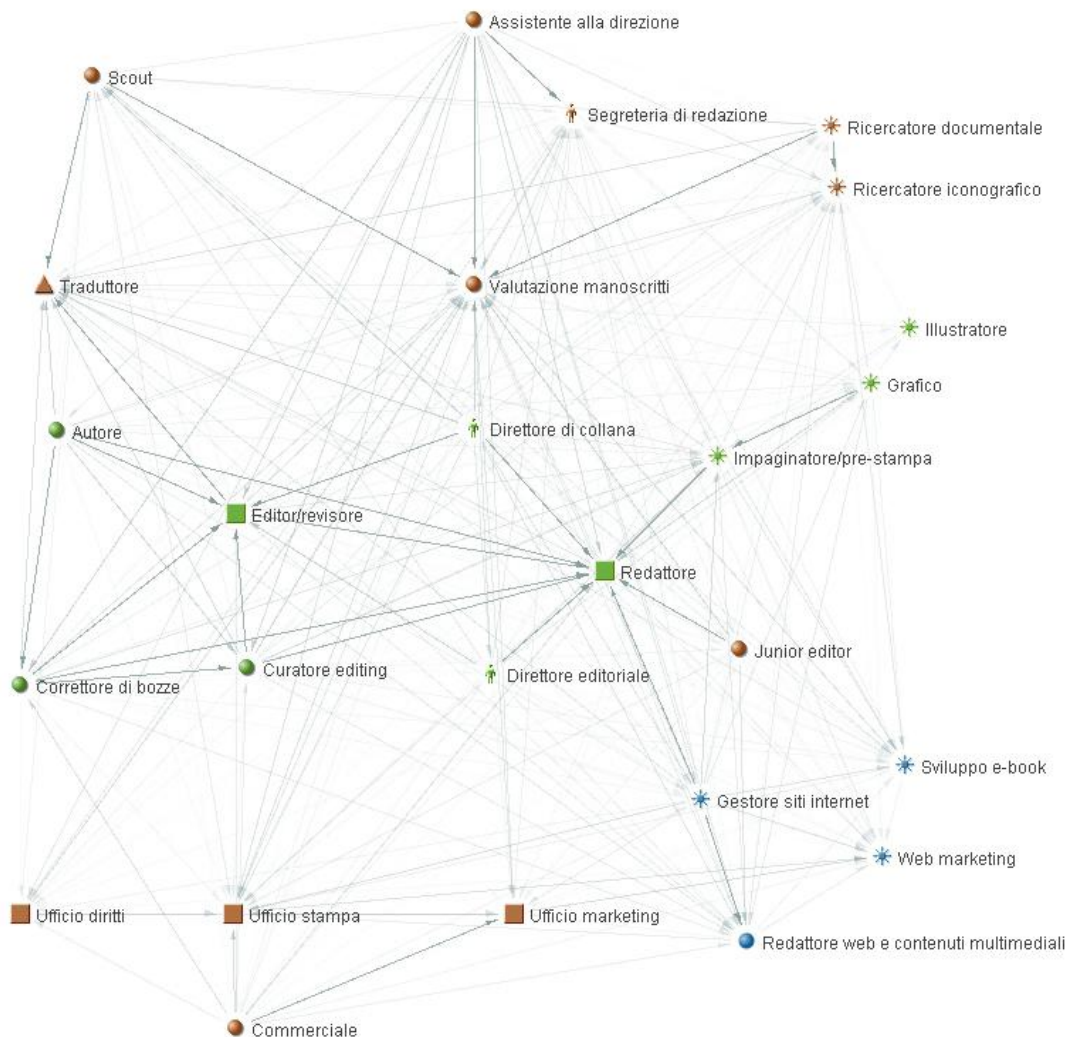 Assistente alla direzione
Scout
Segreteria di redazione
Ricercatore documentale
Ricercatore iconografico
Traduttore
Valutazione manoscritti
Illustratore
Grafico
Autore
Direttore di collana
Impaginatore/pre-stampa
Editor/revisore
Redattore
Junior editor
Curatore editing
Direttore editoriale
Correttore di bozze
Sviluppo e-book
Gestore siti internet
Web marketing
Ufficio diritti
Ufficio stampa
Ufficio marketing
Redattore web e contenuti multimediali
Commerciale